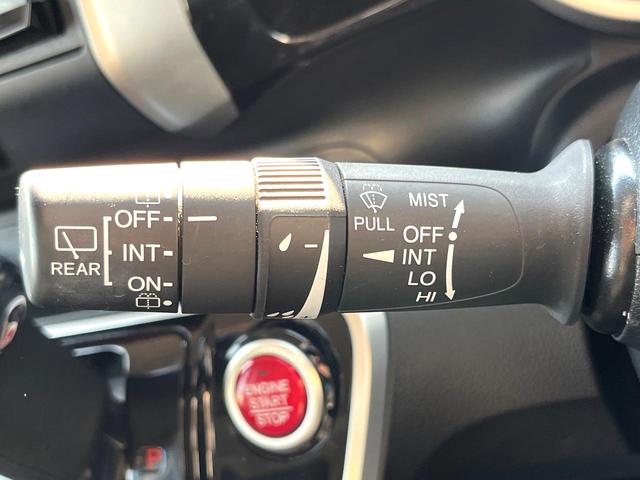 OFF
INT
REAR
ON
PULL
MIST
OFF
INT
LO
HI
ENGINE
START
STOP
P